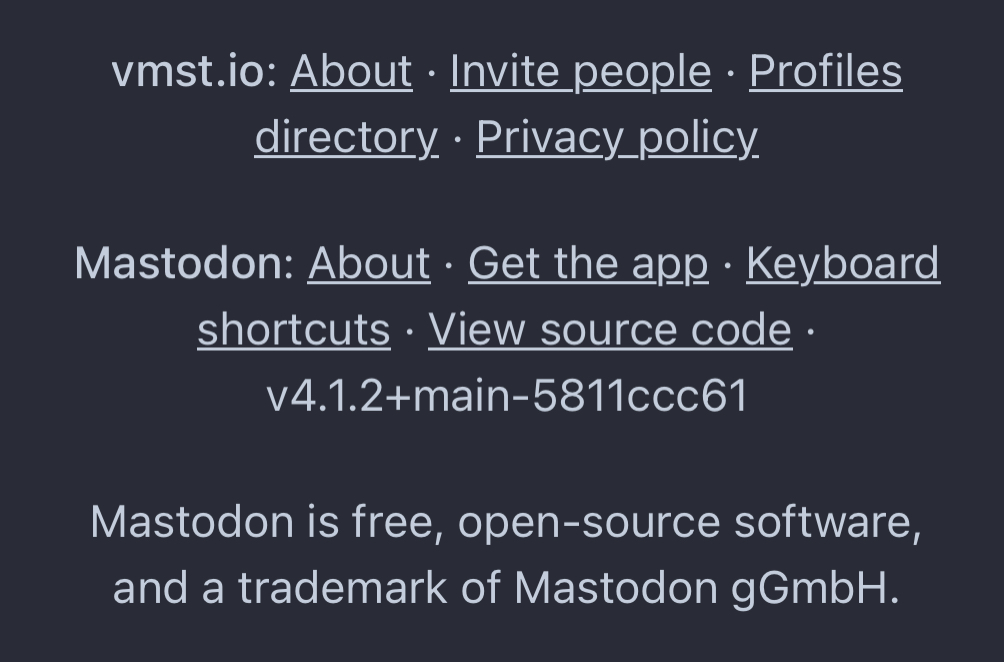 vmst.io: About · Invite people · Profiles
directory · Privacy policy
Mastodon: About · Get the app · Keyboard
shortcuts · View source code ·
v4.1.2+main-5811ccc61
Mastodon is free, open-source software,
and a trademark of Mastodon gGmbH.